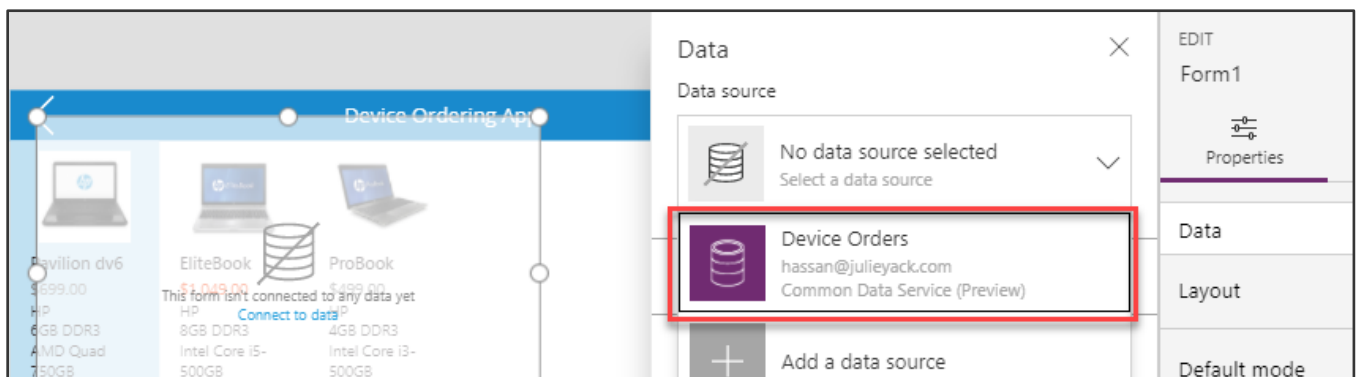 Device Ordering App
Pavilion dv6
$699.00
HP
6GB DDR3
AMD Quad
750GB
EliteBook
$1,049.00
HP
8GB DDR3
Intel Core i5-
500GB
ProBook
$499.00
HP
4GB DDR3
Intel Core i3-
500GB
This form isn't connected to any data yet
Connect to data
Data
Data source
No data source selected
Select a data source
Device Orders
hassan@julieyack.com
Common Data Service (Preview)
Add a data source
EDIT
Form1
Properties
Data
Layout
Default mode